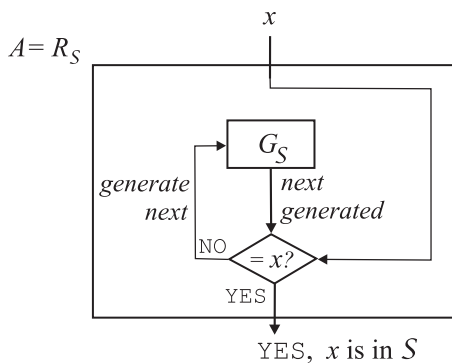 x
A = R_S
G_S
generate
next
next
generated
NO
= x?
YES
YES, x is in S